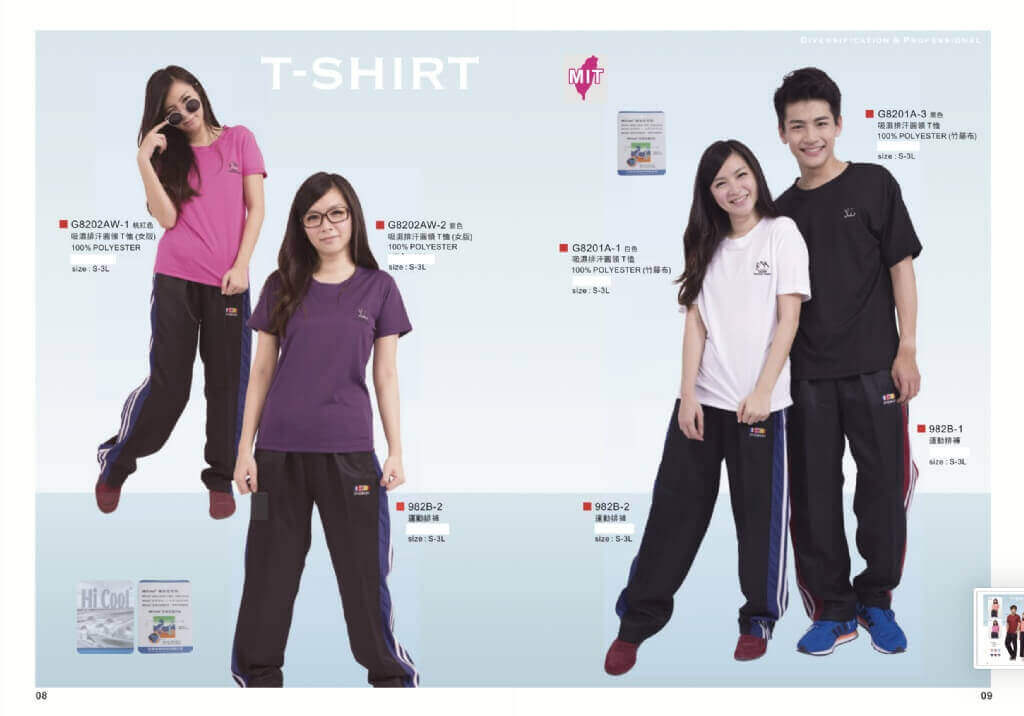 T-SHIRT
DIVERSIFICATION & PROFESSIONAL
MIT
G8202AW-1 桃紅色
吸濕排汗圓領T恤(女版)
100% POLYESTER
size : S-3L
G8202AW-2 紫色
吸濕排汗圓領T恤(女版)
100% POLYESTER
size : S-3L
982B-2
運動排褲
size : S-3L
Hi Cool
08
G8201A-3 黑色
吸濕排汗圓領T恤
100% POLYESTER (竹藤布)
size : S-3L
G8201A-1 白色
吸濕排汗圓領T恤
100% POLYESTER (竹藤布)
size : S-3L
982B-1
運動排褲
size : S-3L
982B-2
運動排褲
size : S-3L
09